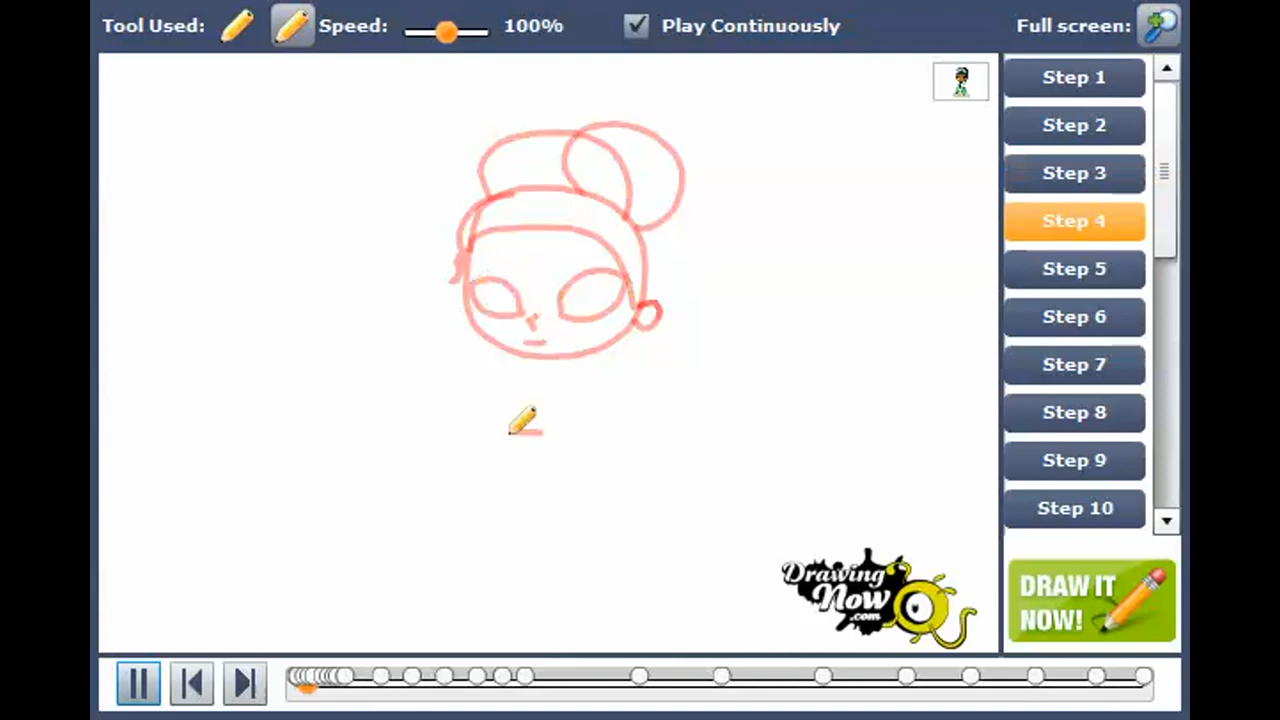 Tool Used: Speed: 100% Play Continuously Full screen:
Step 1
Step 2
Step 3
Step 4
Step 5
Step 6
Step 7
Step 8
Step 9
Step 10
Drawing
Now
.com
DRAW IT
NOW!